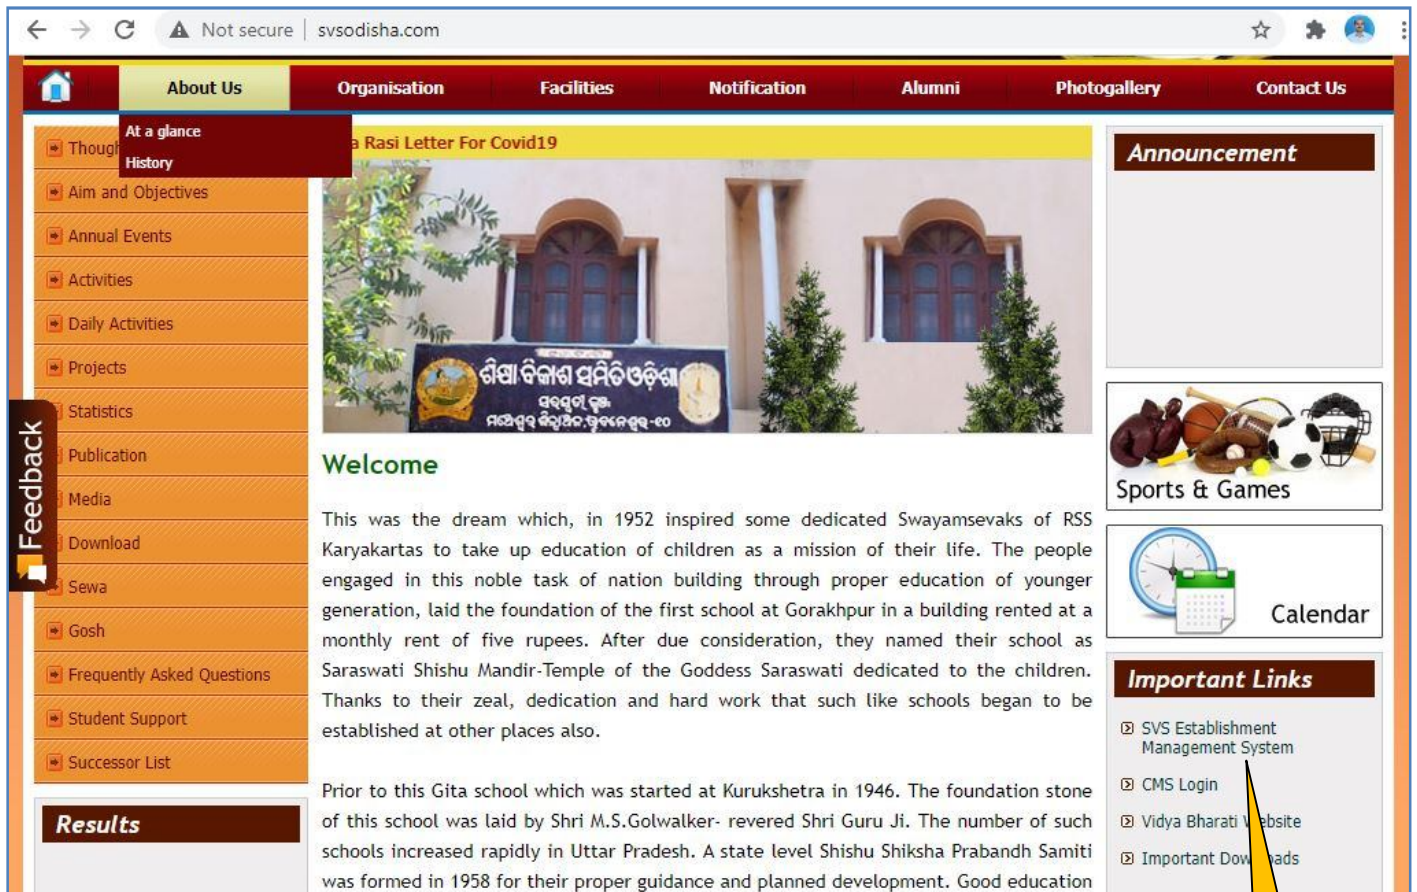 Not secure | svsodisha.com
About Us
Organisation
Facilities
Notification
Alumni
Photogallery
Contact Us
At a glance
History
Though
Aim and Objectives
Annual Events
Activities
Daily Activities
Projects
Statistics
Publication
Media
Download
Sewa
Gosh
Frequently Asked Questions
Student Support
Successor List
Results
Feedback
a Rasi Letter For Covid19
ଶିକ୍ଷା ବିକାଶ ସମିତି ଓଡ଼ିଶା
ସରସ୍ୱତୀ କୁଞ୍ଜ
ଭୁବନେଶ୍ୱର-୧୦
Welcome
This was the dream which, in 1952 inspired some dedicated Swayamsevaks of RSS
Karyakartas to take up education of children as a mission of their life. The people
engaged in this noble task of nation building through proper education of younger
generation, laid the foundation of the first school at Gorakhpur in a building rented at a
monthly rent of five rupees. After due consideration, they named their school as
Saraswati Shishu Mandir-Temple of the Goddess Saraswati dedicated to the children.
Thanks to their zeal, dedication and hard work that such like schools began to be
established at other places also.
Prior to this Gita school which was started at Kurukshetra in 1946. The foundation stone
of this school was laid by Shri M.S.Golwalker- revered Shri Guru Ji. The number of such
schools increased rapidly in Uttar Pradesh. A state level Shishu Shiksha Prabandh Samiti
was formed in 1958 for their proper guidance and planned development. Good education
Announcement
Sports & Games
Calendar
Important Links
SVS Establishment
Management System
CMS Login
Vidya Bharati Website
Important Downloads